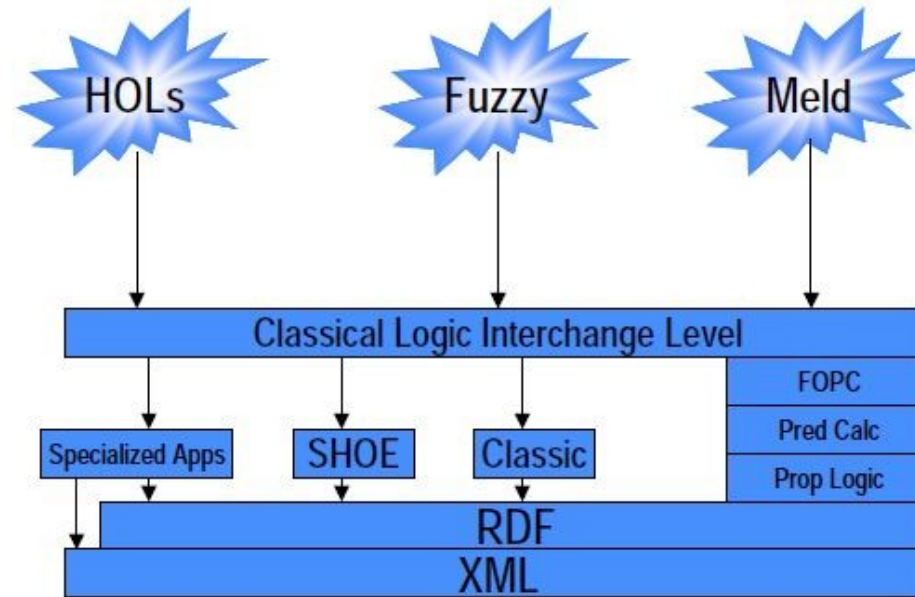 HOLs
Fuzzy
Meld
Classical Logic Interchange Level
FOPC
Pred Calc
Prop Logic
Specialized Apps
SHOE
Classic
RDF
XML